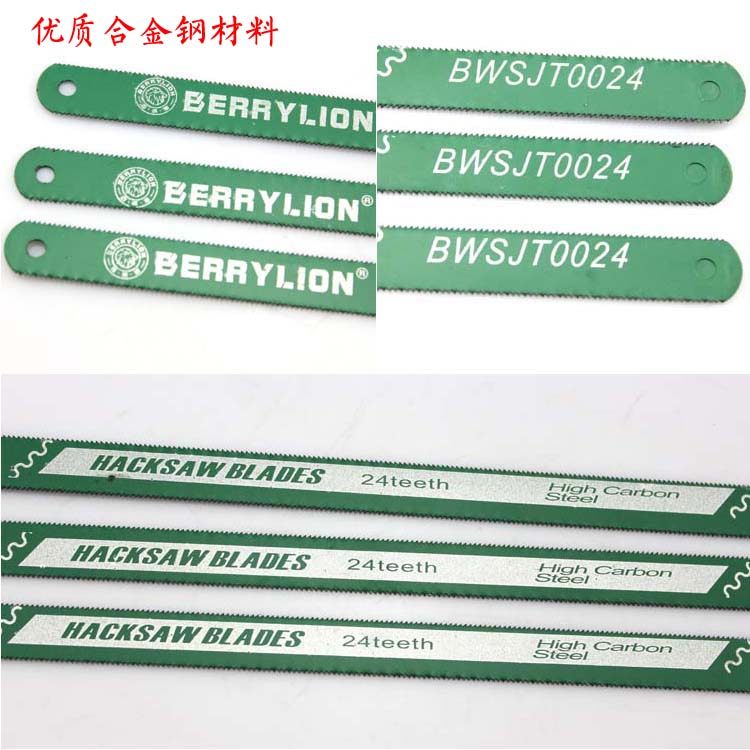 优质合金钢材料
BERRYLION
BERRYLION®
BERRYLION®
BWSJT0024
BWSJT0024
BWSJT0024
HACKSAW BLADES 24teeth High Carbon
Steel
HACKSAW BLADES 24teeth High Carbon
Steel
HACKSAW BLADES 24teeth High Carbon
Steel